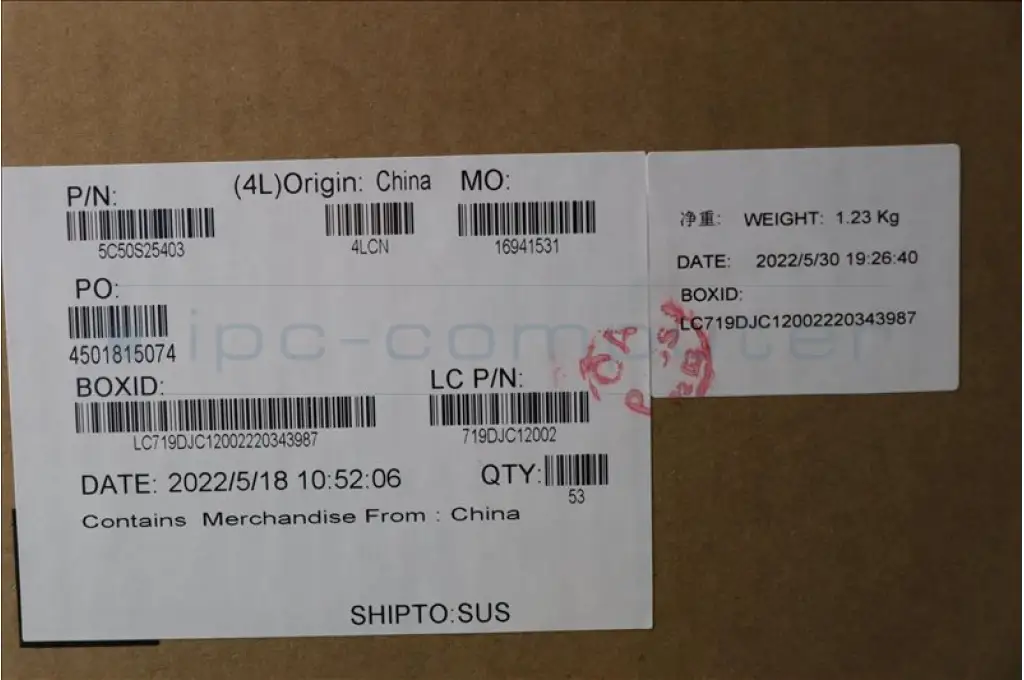 P/N:
(4L)Origin: China
MO:
5C50S25403
4LCN
16941531
PO:
4501815074
BOXID:
LC P/N:
LC719DJC12002220343987
719DJC12002
DATE: 2022/5/18 10:52:06
QTY:
53
Contains Merchandise From : China
SHIPTO:SUS
净重: WEIGHT: 1.23 Kg
DATE: 2022/5/30 19:26:40
BOXID:
LC719DJC12002220343987
ipc-computer